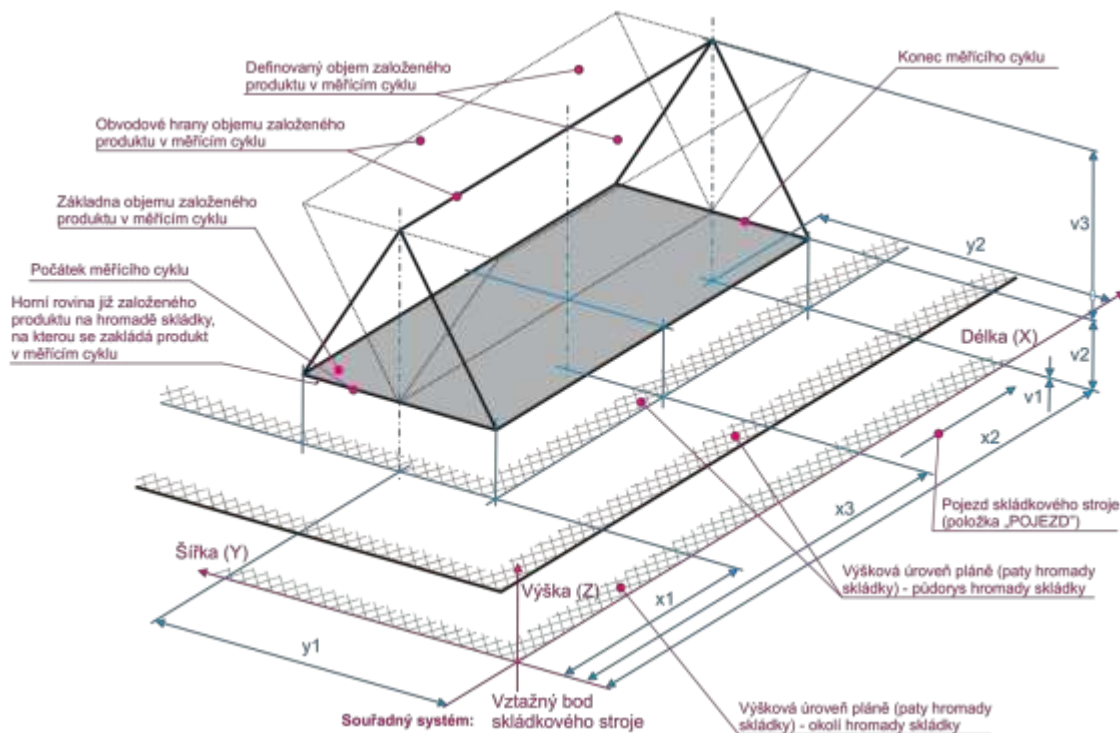 Definovaný objem založeného
produktu v měřícím cyklu
Konec měřícího cyklu
Obvodové hrany objemu založeného
produktu v měřícím cyklu
Základna objemu založeného
produktu v měřícím cyklu
Počátek měřícího cyklu
Horní rovina již založeného
produktu na hromadě skládky,
na kterou se zakládá produkt
v měřícím cyklu
v3
y2
Délka (X)
v2
v1
x2
x3
Pojezd skládkového stroje
(položka „POJEZD")
Šířka (Y)
Výška (Z)
x1
Výšková úroveň pláně (paty hromady
skládky) - půdorys hromady skládky
y1
Souřadný systém:
Vztažný bod
skládkového stroje
Výšková úroveň pláně (paty hromady
skládky) - okolí hromady skládky